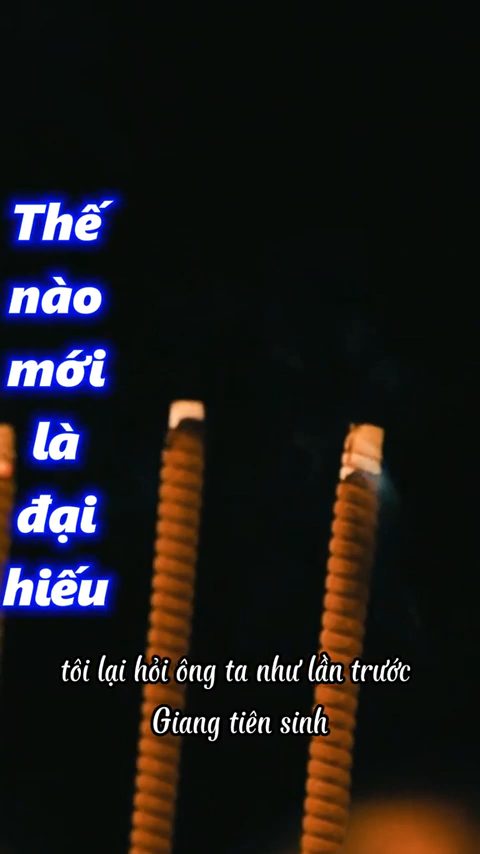 Thế
nào
mới
là
đại
hiếu
tôi lại hỏi ông ta như lần trước
Giang tiên sinh